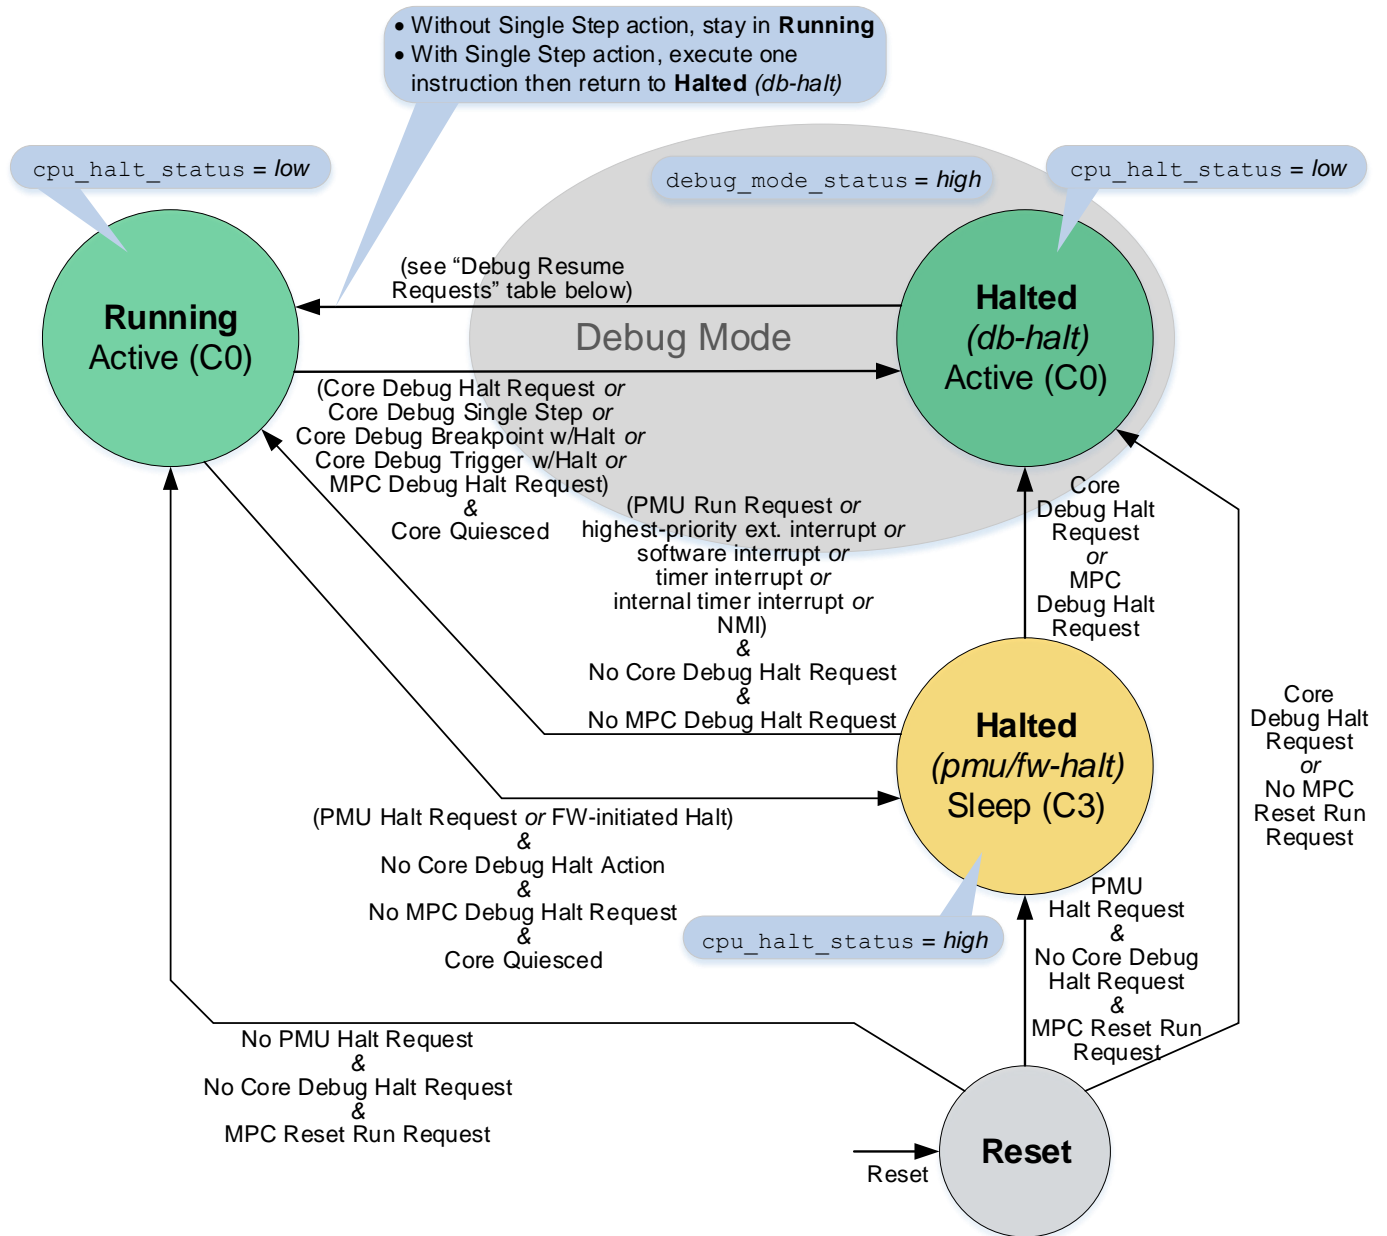 • Without Single Step action, stay in Running
• With Single Step action, execute one
instruction then return to Halted (db-halt)
cpu_halt_status = low
debug_mode_status = high
cpu_halt_status = low
(see “Debug Resume
Requests” table below)
Running
Active (C0)
Debug Mode
Halted
(db-halt)
Active (C0)
(Core Debug Halt Request or
Core Debug Single Step or
Core Debug Breakpoint w/Halt or
Core Debug Trigger w/Halt or
MPC Debug Halt Request)
&
Core Quiesced
(PMU Run Request or
highest-priority ext. interrupt or
software interrupt or
timer interrupt or
internal timer interrupt or
NMI)
&
No Core Debug Halt Request
&
No MPC Debug Halt Request
Core
Debug Halt
Request
or
MPC
Debug Halt
Request
Halted
(pmu/fw-halt)
Sleep (C3)
Core
Debug Halt
Request
or
No MPC
Reset Run
Request
(PMU Halt Request or FW-initiated Halt)
&
No Core Debug Halt Action
&
No MPC Debug Halt Request
&
Core Quiesced
cpu_halt_status = high
PMU
Halt Request
&
No Core Debug
Halt Request
&
MPC Reset Run
Request
No PMU Halt Request
&
No Core Debug Halt Request
&
MPC Reset Run Request
Reset
Reset